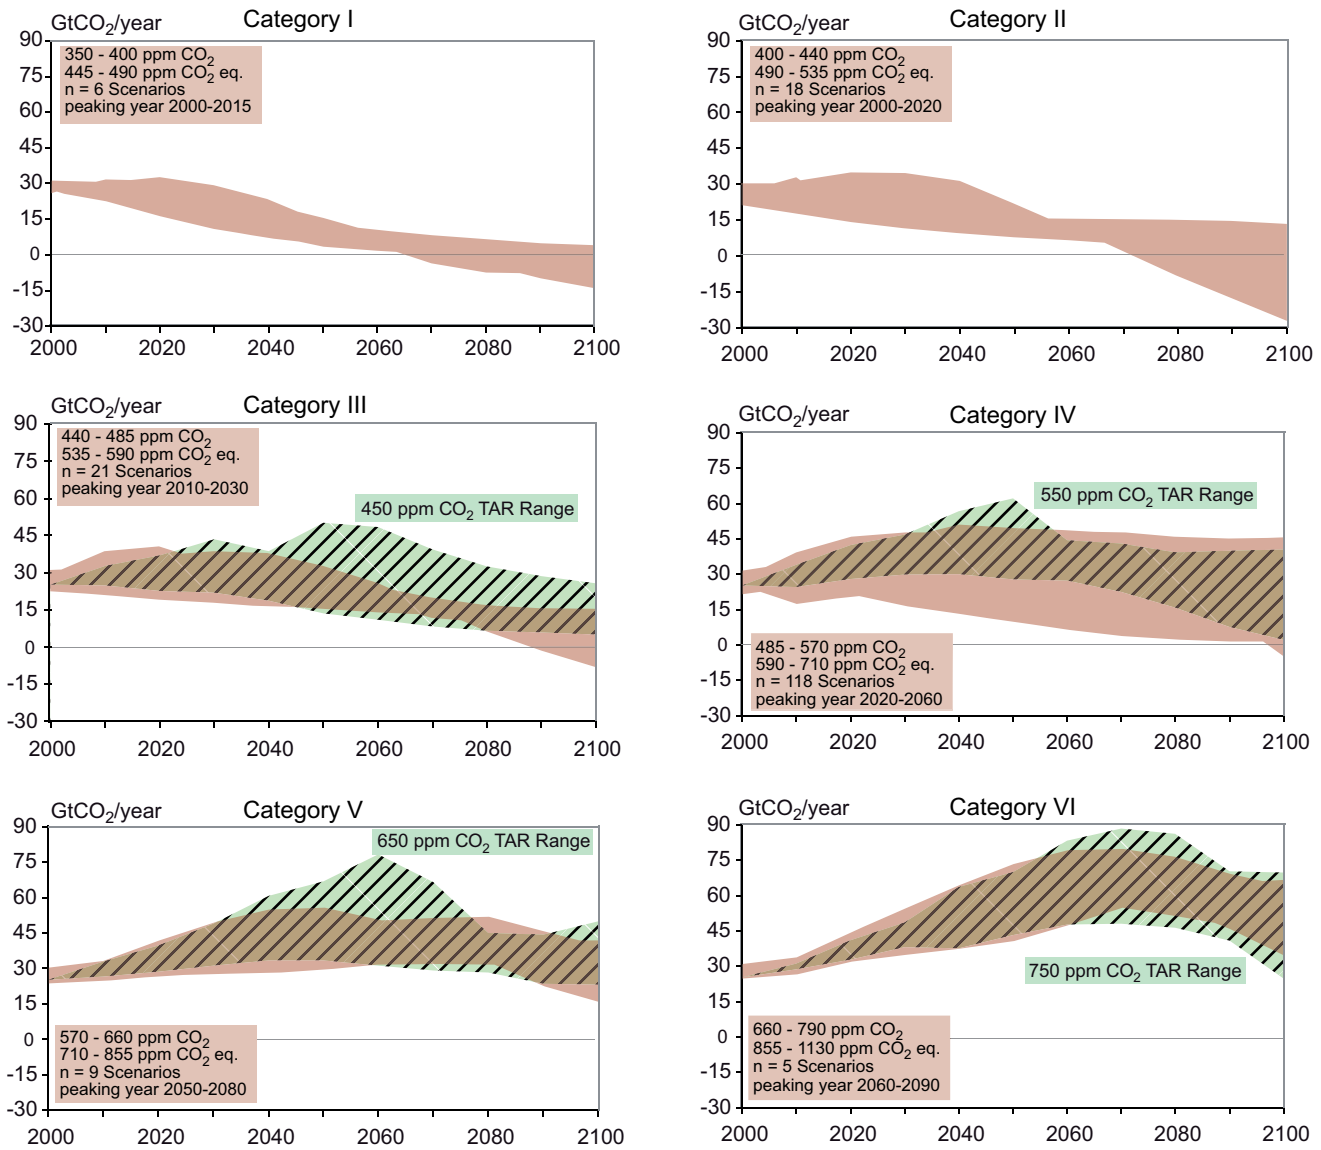 GtCO2/year
Category I
90
350 - 400 ppm CO2
445 - 490 ppm CO2 eq.
n = 6 Scenarios
peaking year 2000-2015
75
60
45
30
15
0
-15
-30
2000 2020 2040 2060 2080 2100
GtCO2/year
Category II
90
400 - 440 ppm CO2
490 - 535 ppm CO2 eq.
n = 18 Scenarios
peaking year 2000-2020
75
60
45
30
15
0
-15
-30
2000 2020 2040 2060 2080 2100
GtCO2/year
Category III
90
440 - 485 ppm CO2
535 - 590 ppm CO2 eq.
n = 21 Scenarios
peaking year 2010-2030
450 ppm CO2 TAR Range
75
60
45
30
15
0
-15
-30
2000 2020 2040 2060 2080 2100
GtCO2/year
Category IV
90
75
60
45
30
15
0
-15
-30
550 ppm CO2 TAR Range
485 - 570 ppm CO2
590 - 710 ppm CO2 eq.
n = 118 Scenarios
peaking year 2020-2060
2000 2020 2040 2060 2080 2100
GtCO2/year
Category V
90
75
60
45
30
15
0
-15
-30
650 ppm CO2 TAR Range
570 - 660 ppm CO2
710 - 855 ppm CO2 eq.
n = 9 Scenarios
peaking year 2050-2080
2000 2020 2040 2060 2080 2100
GtCO2/year
Category VI
90
75
60
45
30
15
0
-15
-30
750 ppm CO2 TAR Range
660 - 790 ppm CO2
855 - 1130 ppm CO2 eq.
n = 5 Scenarios
peaking year 2060-2090
2000 2020 2040 2060 2080 2100